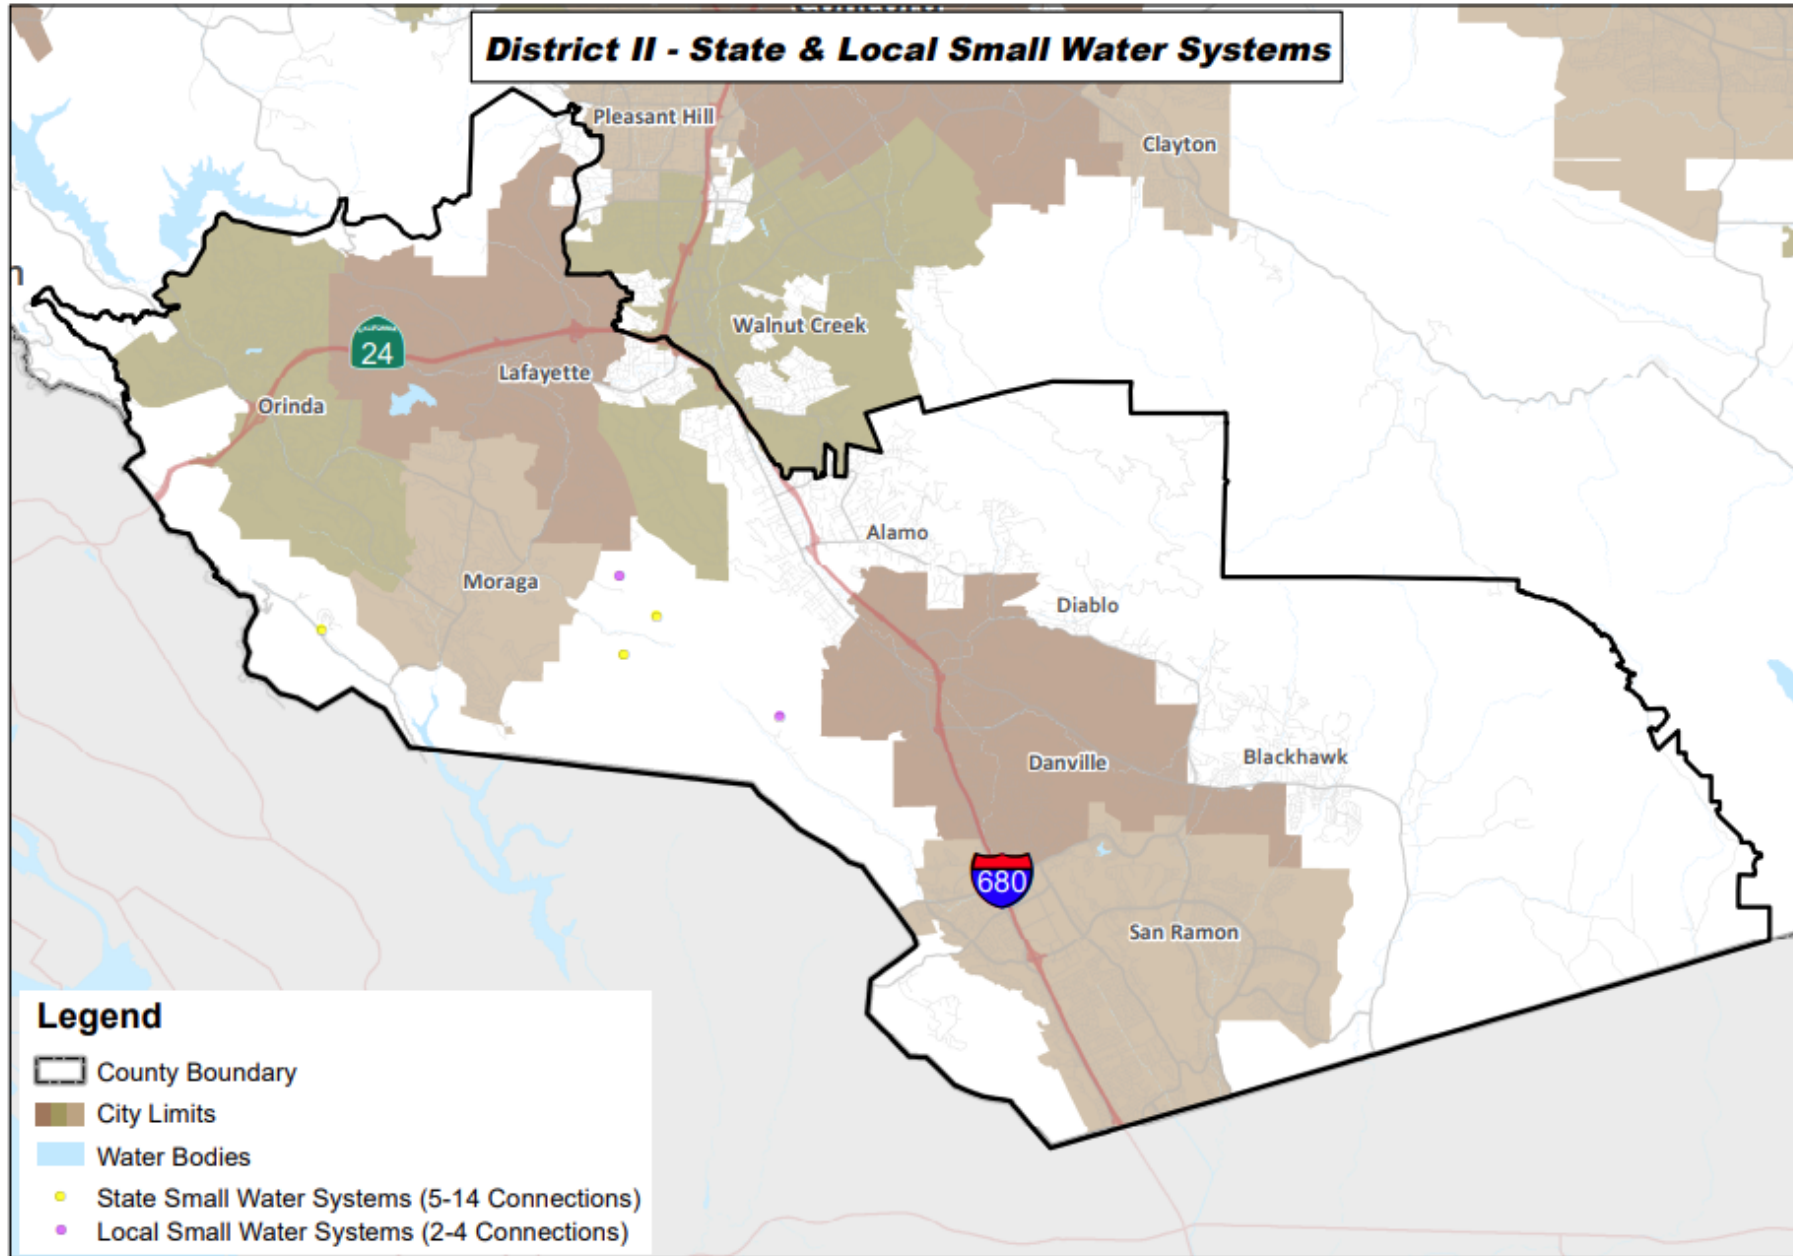 Concord
District II - State & Local Small Water Systems
Pleasant Hill
Clayton
Walnut Creek
CALIFORNIA
24
Lafayette
Orinda
Alamo
Moraga
Diablo
Danville
Blackhawk
680
San Ramon
Legend
County Boundary
City Limits
Water Bodies
State Small Water Systems (5-14 Connections)
Local Small Water Systems (2-4 Connections)